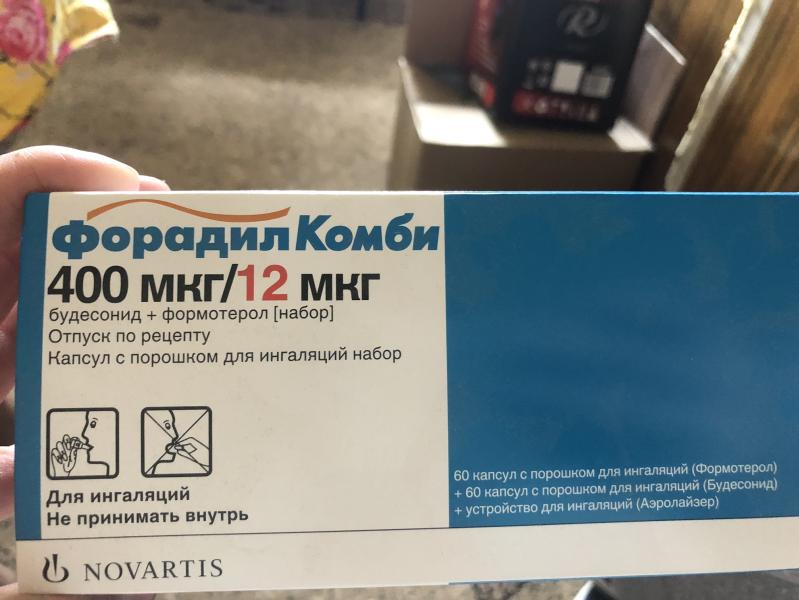 ФорадилКомби
400 мкг/12 мкг
будесонид + формотерол [набор]
Отпуск по рецепту
Капсул с порошком для ингаляций набор
Для ингаляций
Не принимать внутрь
60 капсул с порошком для ингаляций (Формотерол)
+ 60 капсул с порошком для ингаляций (Будесонид)
+ устройство для ингаляций (Аэролайзер)
NOVARTIS